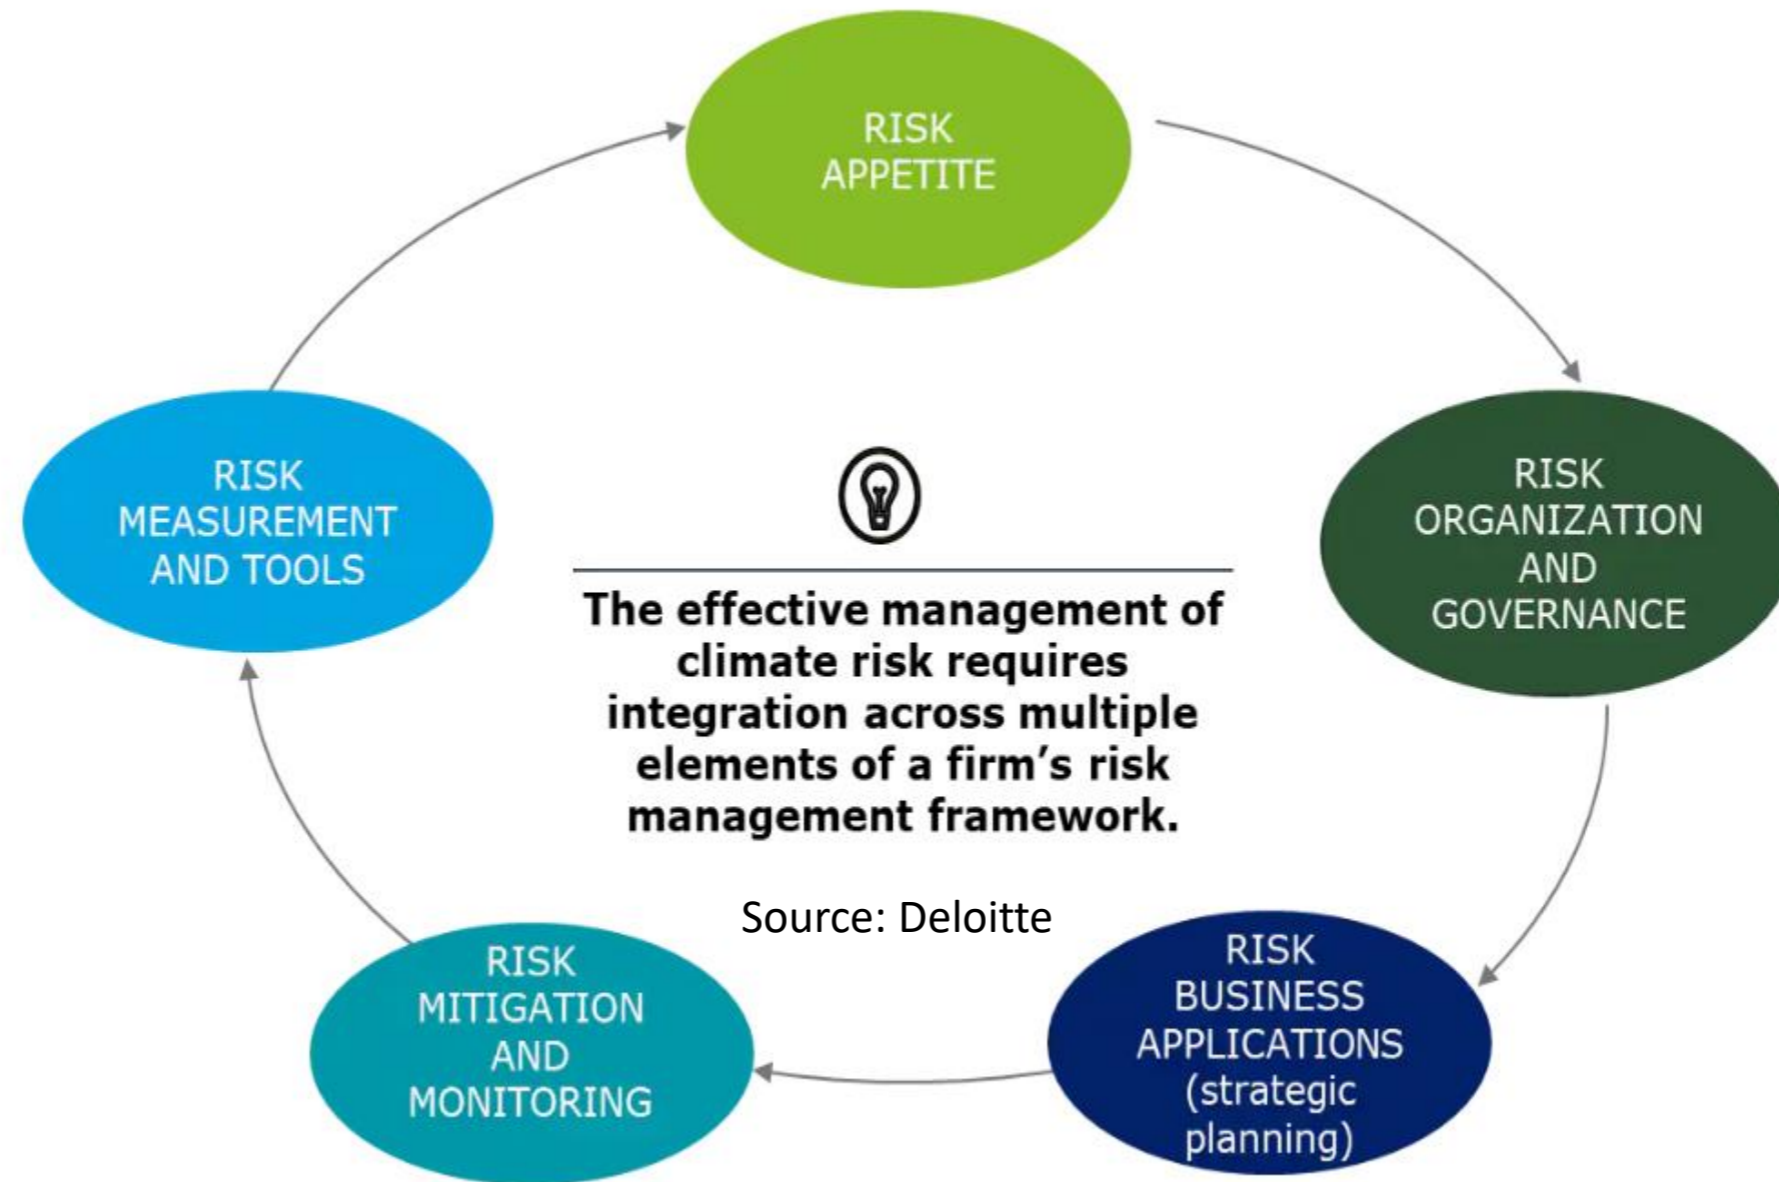 RISK
APPETITE
RISK
ORGANIZATION
AND
GOVERNANCE
RISK
BUSINESS
APPLICATIONS
(strategic
planning)
RISK
MITIGATION
AND
MONITORING
RISK
MEASUREMENT
AND TOOLS
The effective management of
climate risk requires
integration across multiple
elements of a firm’s risk
management framework.
Source: Deloitte